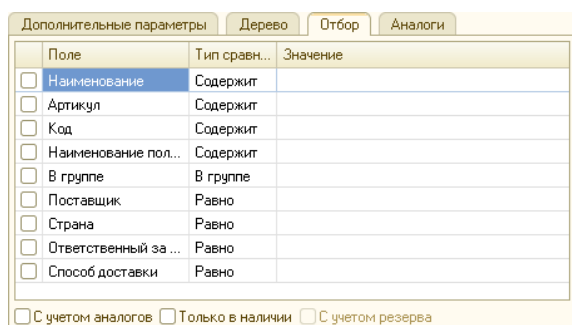 Дополнительные параметры Дерево Отбор Аналоги
Поле Тип сравн... Значение
Наименование Содержит
Артикул Содержит
Код Содержит
Наименование пол... Содержит
В группе В группе
Поставщик Равно
Страна Равно
Ответственный за ... Равно
Способ доставки Равно
С учетом аналогов Только в наличии С учетом резерва